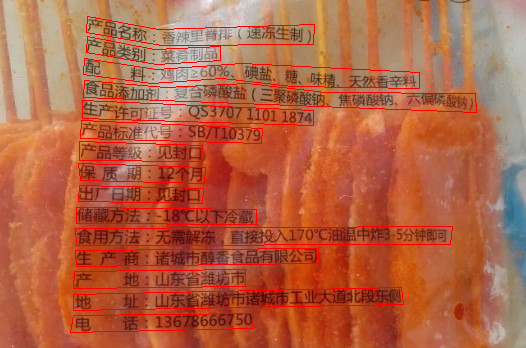 产品名称：香辣里脊排（速冻生制）
产品类别：菜肴制品
配　　料：鸡肉≥60%、碘盐、糖、味精、天然香辛料
食品添加剂：复合磷酸盐（三聚磷酸钠、焦磷酸钠、六偏磷酸钠）
生产许可证号：QS3707 1101 1874
产品标准代号：SB/T10379
产品等级：见封口
保 质 期：12个月
出厂日期：见封口
储藏方法：-18℃以下冷藏
食用方法：无需解冻，直接投入170℃油温中炸3-5分钟即可
生 产 商：诸城市醇香食品有限公司
产　　地：山东省潍坊市
地　　址：山东省潍坊市诸城市工业大道北段东侧
电　　话：13678666750